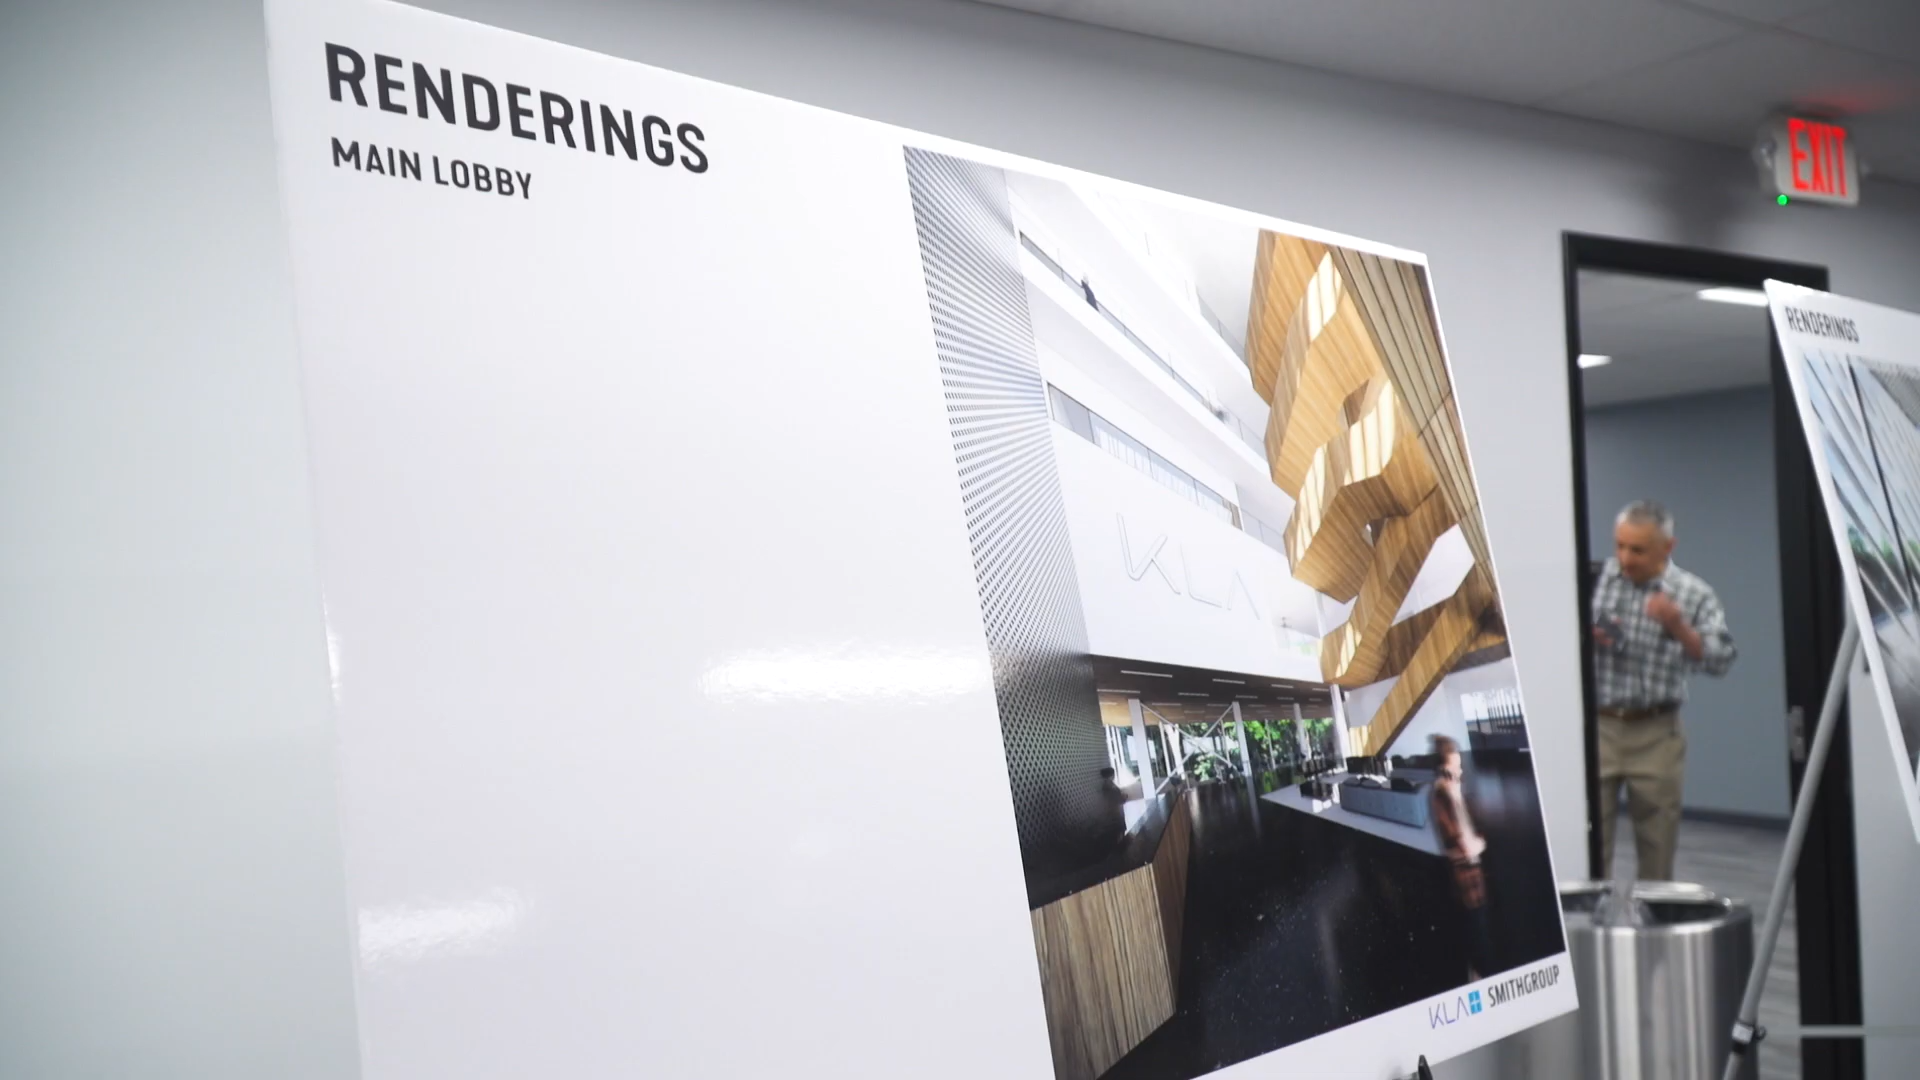 RENDERINGS
MAIN LOBBY
KLA
KLA SMITHGROUP
EXIT
RENDERINGS